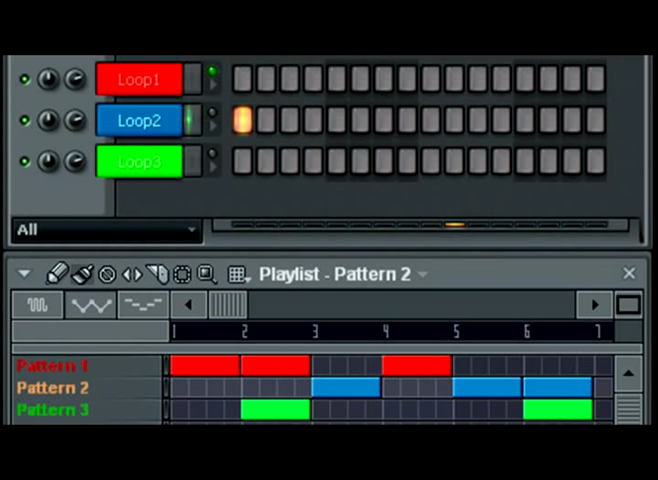 Loop1
Loop2
Loop3
All
Playlist - Pattern 2
1 2 3 4 5 6 7
Pattern 1
Pattern 2
Pattern 3